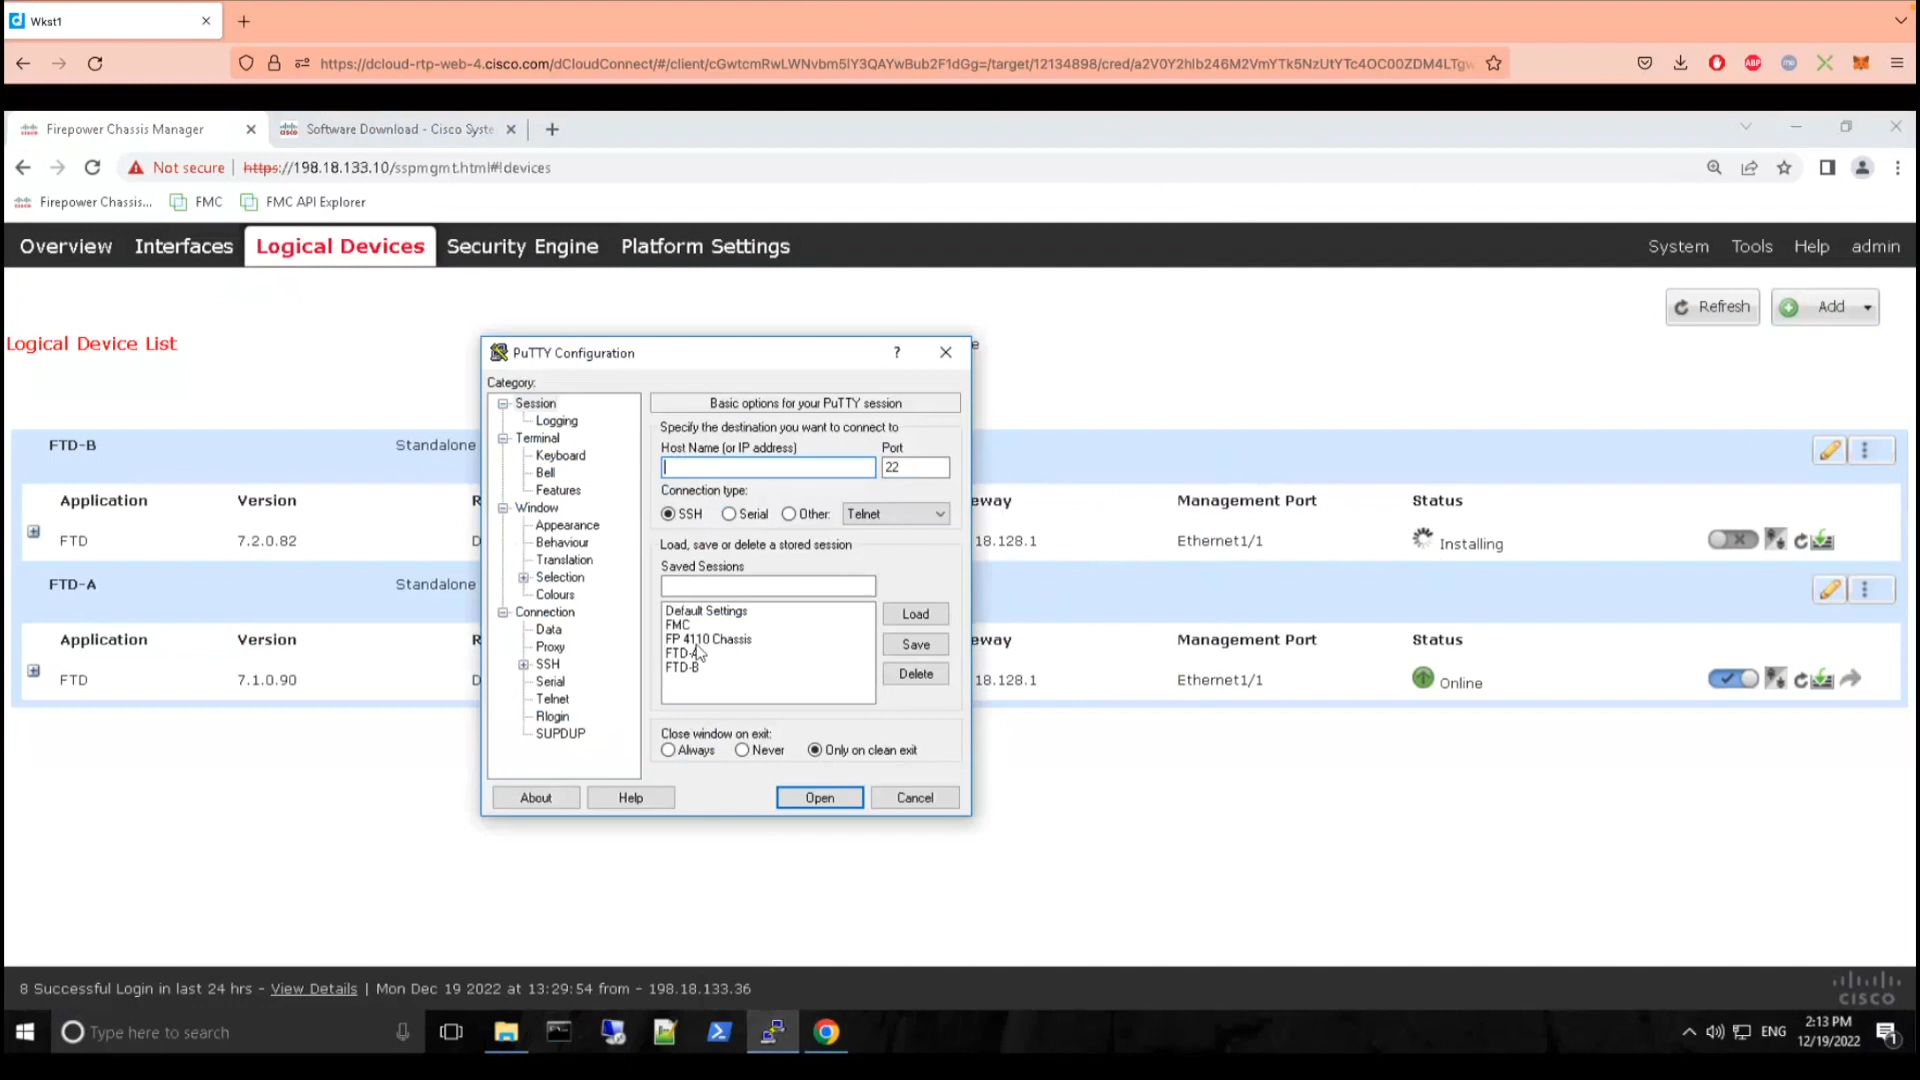 Wkst1
https://dcloud-rtp-web-4.cisco.com/dCloudConnect/#/client/
Firepower Chassis Manager
Software Download - Cisco Syste
Not secure | https://198.18.133.10/sspmgmt.html#!devices
Firepower Chassis...
FMC
FMC API Explorer
Overview Interfaces Logical Devices Security Engine Platform Settings
System Tools Help admin
Refresh
Add
Logical Device List
PuTTY Configuration
?
e
Category:
Session
Logging
Terminal
Keyboard
Bell
Features
Window
Appearance
Behaviour
Translation
Selection
Colours
Connection
Data
Proxy
SSH
Serial
Telnet
Rlogin
SUPDUP
Basic options for your PuTTY session
Specify the destination you want to connect to
Host Name (or IP address) Port
22
Connection type:
SSH Serial Other: Telnet
Load, save or delete a stored session
Saved Sessions
Default Settings
FMC
FP 4110 Chassis
FTD-A
FTD-B
Load
Save
Delete
Close window on exit:
Always Never Only on clean exit
About Help Open Cancel
FTD-B Standalone
Application Version R eway Management Port Status
FTD 7.2.0.82 D 18.128.1 Ethernet1/1 Installing
FTD-A Standalone
Application Version R eway Management Port Status
FTD 7.1.0.90 D 18.128.1 Ethernet1/1 Online
8 Successful Login in last 24 hrs - View Details | Mon Dec 19 2022 at 13:29:54 from - 198.18.133.36
CISCO
Type here to search
ENG
2:13 PM
12/19/2022
1